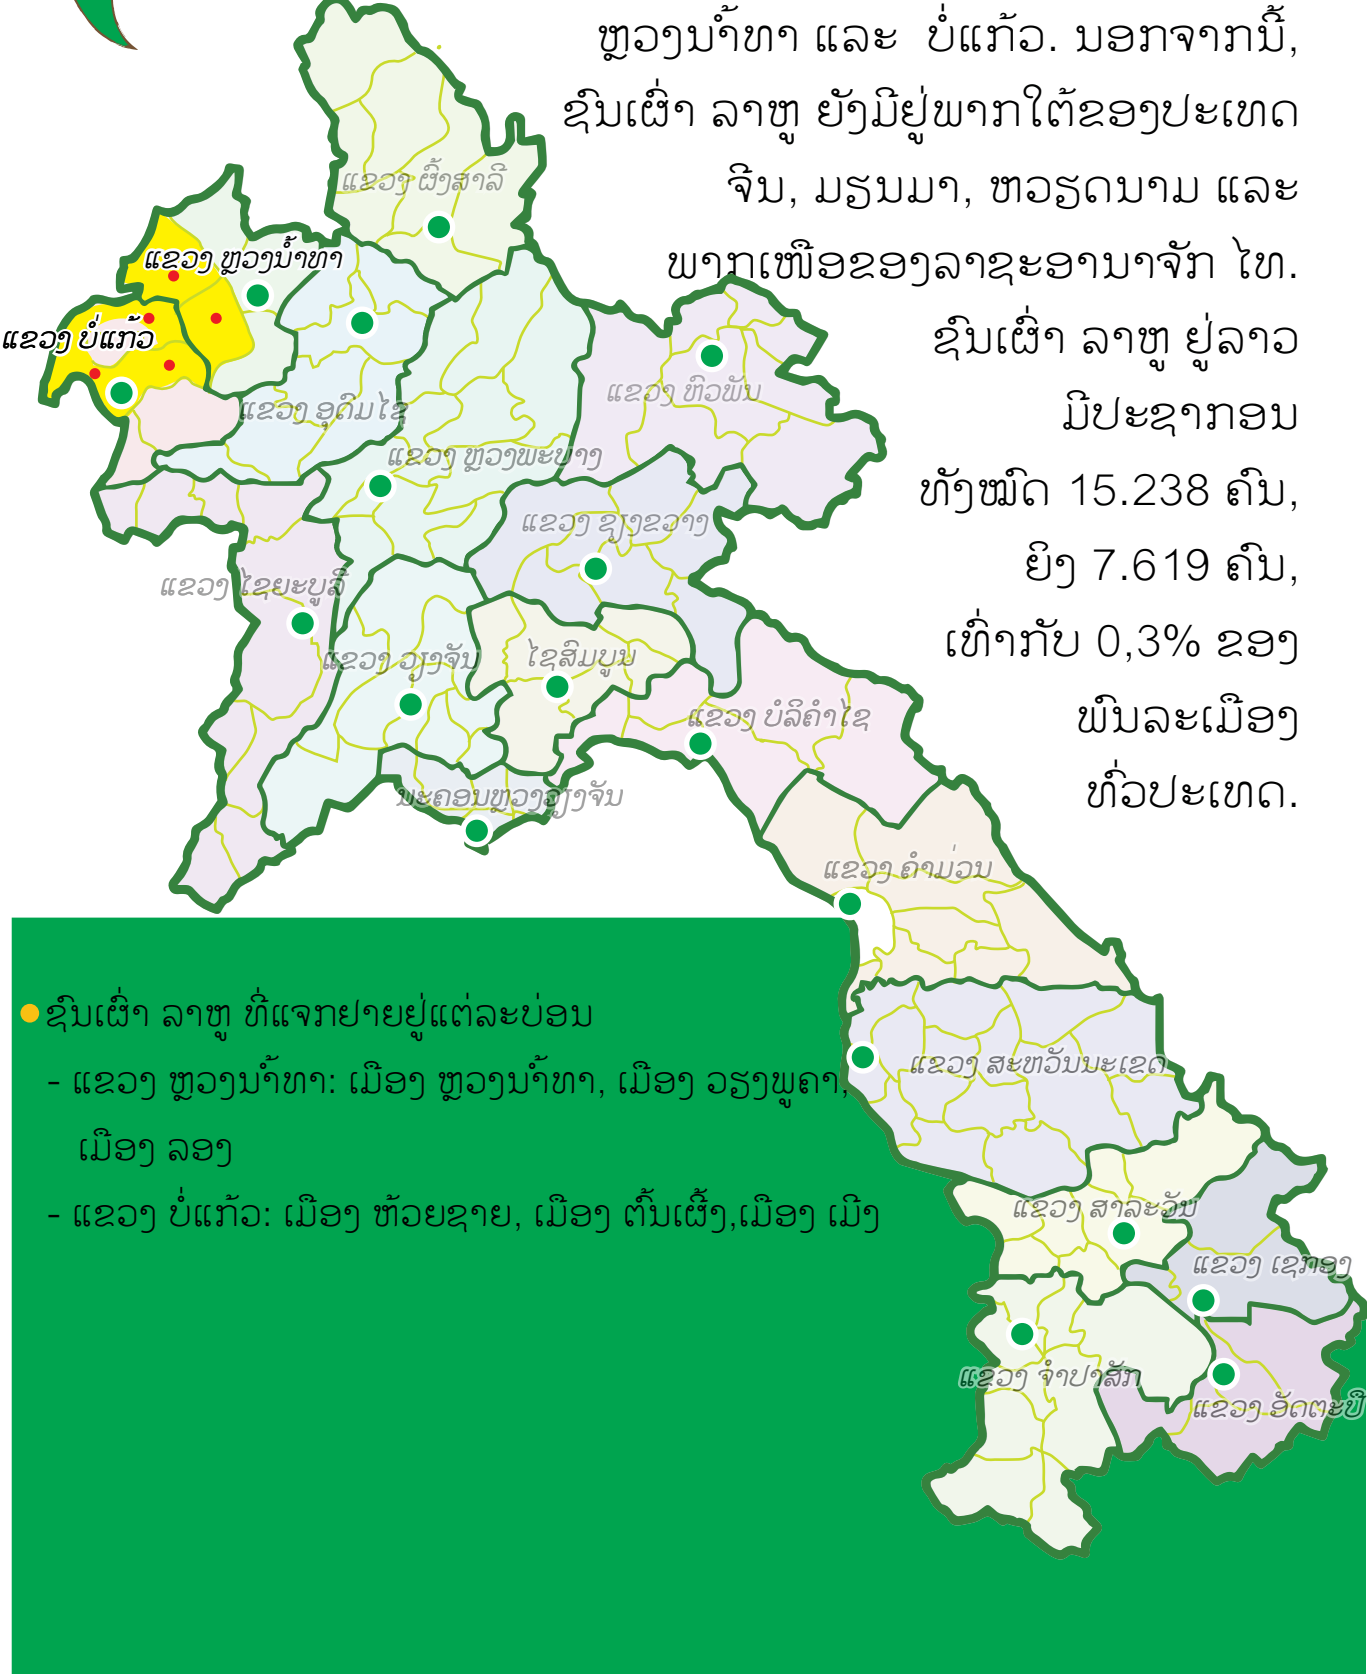 ຫຼວງນ້ຳທາ ແລະ ບໍ່ແກ້ວ. ນອກຈາກນີ້,
ຊົນເຜົ່າ ລາຫູ ຍັງມີຢູ່ພາກໃຕ້ຂອງປະເທດ
ຈີນ, ມຽນມາ, ຫວຽດນາມ ແລະ
ພາກເໜືອຂອງລາຊະອານາຈັກ ໄທ.
ຊົນເຜົ່າ ລາຫູ ຢູ່ລາວ
ມີປະຊາກອນ
ທັງໝົດ 15.238 ຄົນ,
ຍິງ 7.619 ຄົນ,
ເທົ່າກັບ 0,3% ຂອງ
ພົນລະເມືອງ
ທົ່ວປະເທດ.
ແຂວງ ຜົ້ງສາລີ
ແຂວງ ຫຼວງນ້ຳທາ
ແຂວງ ບໍ່ແກ້ວ
ແຂວງ ຫົວພັນ
ແຂວງ ອຸດົມໄຊ
ແຂວງ ຫຼວງພະບາງ
ແຂວງ ຊຽງຂວາງ
ແຂວງ ໄຊຍະບູລີ
ແຂວງ ວຽງຈັນ
ໄຊສົມບູນ
ແຂວງ ບໍລິຄຳໄຊ
ນະຄອນຫຼວງວຽງຈັນ
ແຂວງ ຄຳມ່ວນ
● ຊົນເຜົ່າ ລາຫູ ທີ່ແຈກຢາຍຢູ່ແຕ່ລະບ່ອນ
- ແຂວງ ຫຼວງນ້ຳທາ: ເມືອງ ຫຼວງນ້ຳທາ, ເມືອງ ວຽງພູຄາ,
ເມືອງ ລອງ
- ແຂວງ ບໍ່ແກ້ວ: ເມືອງ ຫ້ວຍຊາຍ, ເມືອງ ຕົ້ນເຜີ້ງ,ເມືອງ ເມີງ
ແຂວງ ສະຫວັນນະເຂດ
ແຂວງ ສາລະວັນ
ແຂວງ ເຊກອງ
ແຂວງ ຈຳປາສັກ
ແຂວງ ອັດຕະປື